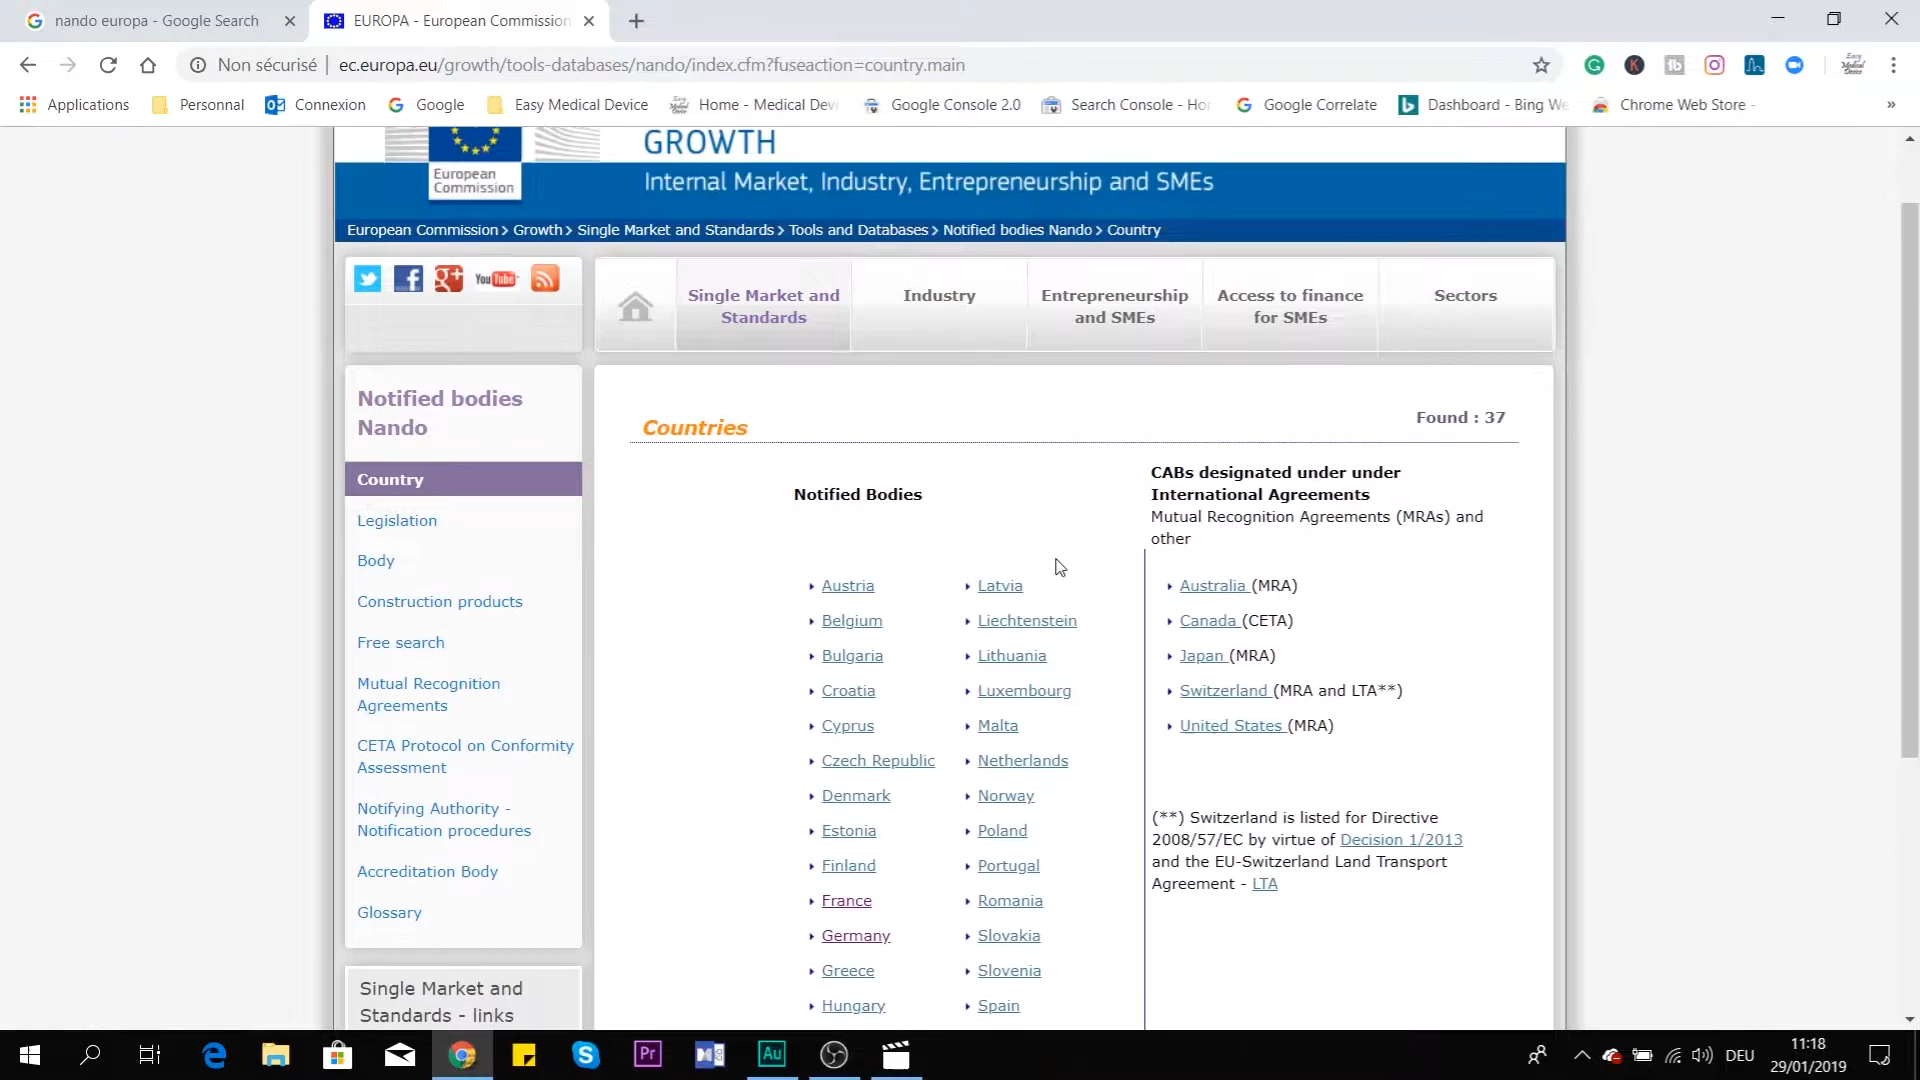 nando europa - Google Search
EUROPA - European Commission
Non sécurisé
ec.europa.eu/growth/tools-databases/nando/index.cfm?fuseaction=country.main
Applications
Personnal
Connexion
Google
Easy Medical Device
Home - Medical Devi
Google Console 2.0
Search Console - Hor
Google Correlate
Dashboard - Bing We
Chrome Web Store -
»
European
Commission
GROWTH
Internal Market, Industry, Entrepreneurship and SMEs
European Commission > Growth > Single Market and Standards > Tools and Databases > Notified bodies Nando > Country
You Tube
Single Market and
Standards
Industry
Entrepreneurship
and SMEs
Access to finance
for SMEs
Sectors
Notified bodies
Nando
Country
Legislation
Body
Construction products
Free search
Mutual Recognition
Agreements
CETA Protocol on Conformity
Assessment
Notifying Authority -
Notification procedures
Accreditation Body
Glossary
Single Market and
Standards - links
Countries
Found : 37
Notified Bodies
Austria
Belgium
Bulgaria
Croatia
Cyprus
Czech Republic
Denmark
Estonia
Finland
France
Germany
Greece
Hungary
Latvia
Liechtenstein
Lithuania
Luxembourg
Malta
Netherlands
Norway
Poland
Portugal
Romania
Slovakia
Slovenia
Spain
CABs designated under under
International Agreements
Mutual Recognition Agreements (MRAs) and
other
Australia (MRA)
Canada (CETA)
Japan (MRA)
Switzerland (MRA and LTA**)
United States (MRA)
(**) Switzerland is listed for Directive
2008/57/EC by virtue of Decision 1/2013
and the EU-Switzerland Land Transport
Agreement - LTA
Pr
Au
DEU
11:18
29/01/2019